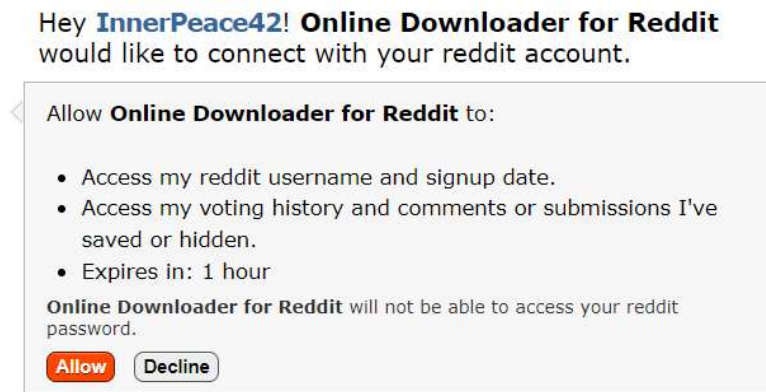 Hey InnerPeace42! Online Downloader for Reddit
would like to connect with your reddit account.
Allow Online Downloader for Reddit to:
• Access my reddit username and signup date.
• Access my voting history and comments or submissions I've
saved or hidden.
• Expires in: 1 hour
Online Downloader for Reddit will not be able to access your reddit
password.
Allow Decline